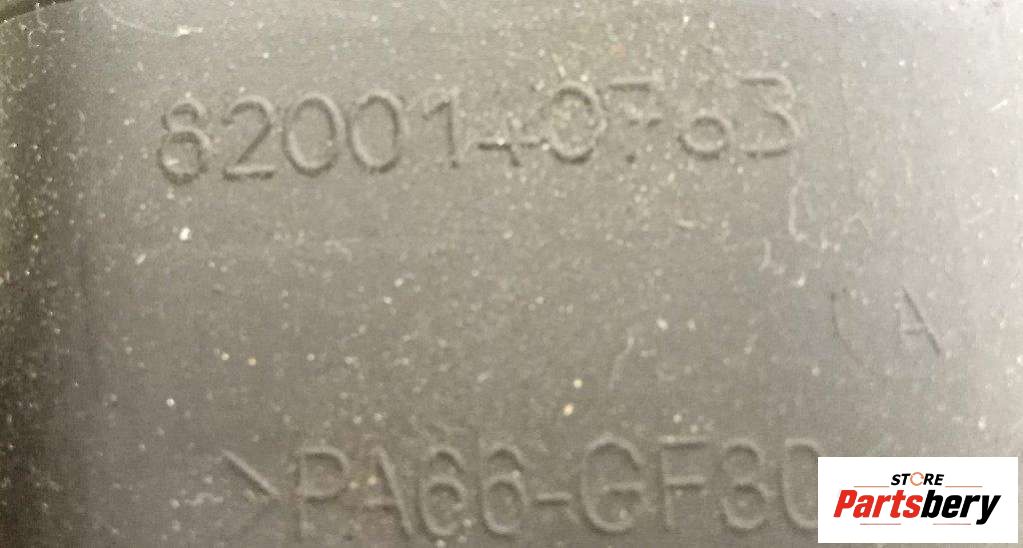 8200140763
( A
>PA66-GF30
STORE
Partsbery